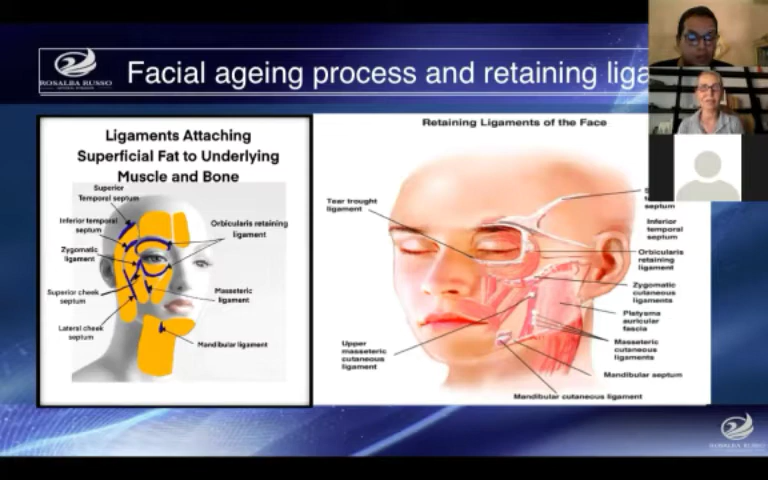 ROSALBA RUSSO
Facial ageing process and retaining liga
Ligaments Attaching
Superficial Fat to Underlying
Muscle and Bone
Superior
Temporal septum
Inferior temporal
septum
Zygomatic
ligament
Superior cheek
septum
Lateral cheek
septum
Orbicularis retaining
ligament
Masseteric
ligament
Mandibular ligament
Retaining Ligaments of the Face
Tear trought
ligament
Upper
masseteric
cutaneous
ligament
septum
Inferior
temporal
septum
Orbicularis
retaining
ligament
Zygomatic
cutaneous
ligaments
Platysma
auricular
fascia
Masseteric
cutaneous
ligaments
Mandibular septum
Mandibular cutaneous ligament
ROSALBA RUSSO